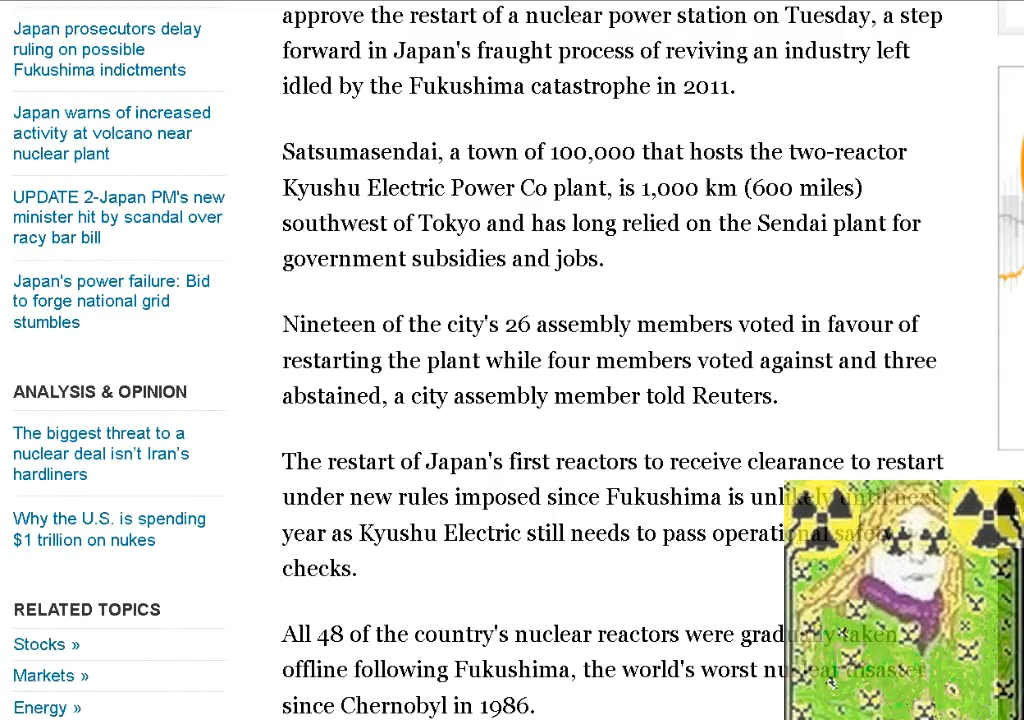 Japan prosecutors delay
ruling on possible
Fukushima indictments
Japan warns of increased
activity at volcano near
nuclear plant
UPDATE 2-Japan PM's new
minister hit by scandal over
racy bar bill
Japan's power failure: Bid
to forge national grid
stumbles
ANALYSIS & OPINION
The biggest threat to a
nuclear deal isn't Iran's
hardliners
Why the U.S. is spending
$1 trillion on nukes
RELATED TOPICS
Stocks »
Markets »
Energy »
approve the restart of a nuclear power station on Tuesday, a step
forward in Japan's fraught process of reviving an industry left
idled by the Fukushima catastrophe in 2011.
Satsumasendai, a town of 100,000 that hosts the two-reactor
Kyushu Electric Power Co plant, is 1,000 km (600 miles)
southwest of Tokyo and has long relied on the Sendai plant for
government subsidies and jobs.
Nineteen of the city's 26 assembly members voted in favour of
restarting the plant while four members voted against and three
abstained, a city assembly member told Reuters.
The restart of Japan's first reactors to receive clearance to restart
under new rules imposed since Fukushima is unlikely until next
year as Kyushu Electric still needs to pass operational safety
checks.
All 48 of the country's nuclear reactors were gradually taken
offline following Fukushima, the world's worst nuclear disaster
since Chernobyl in 1986.